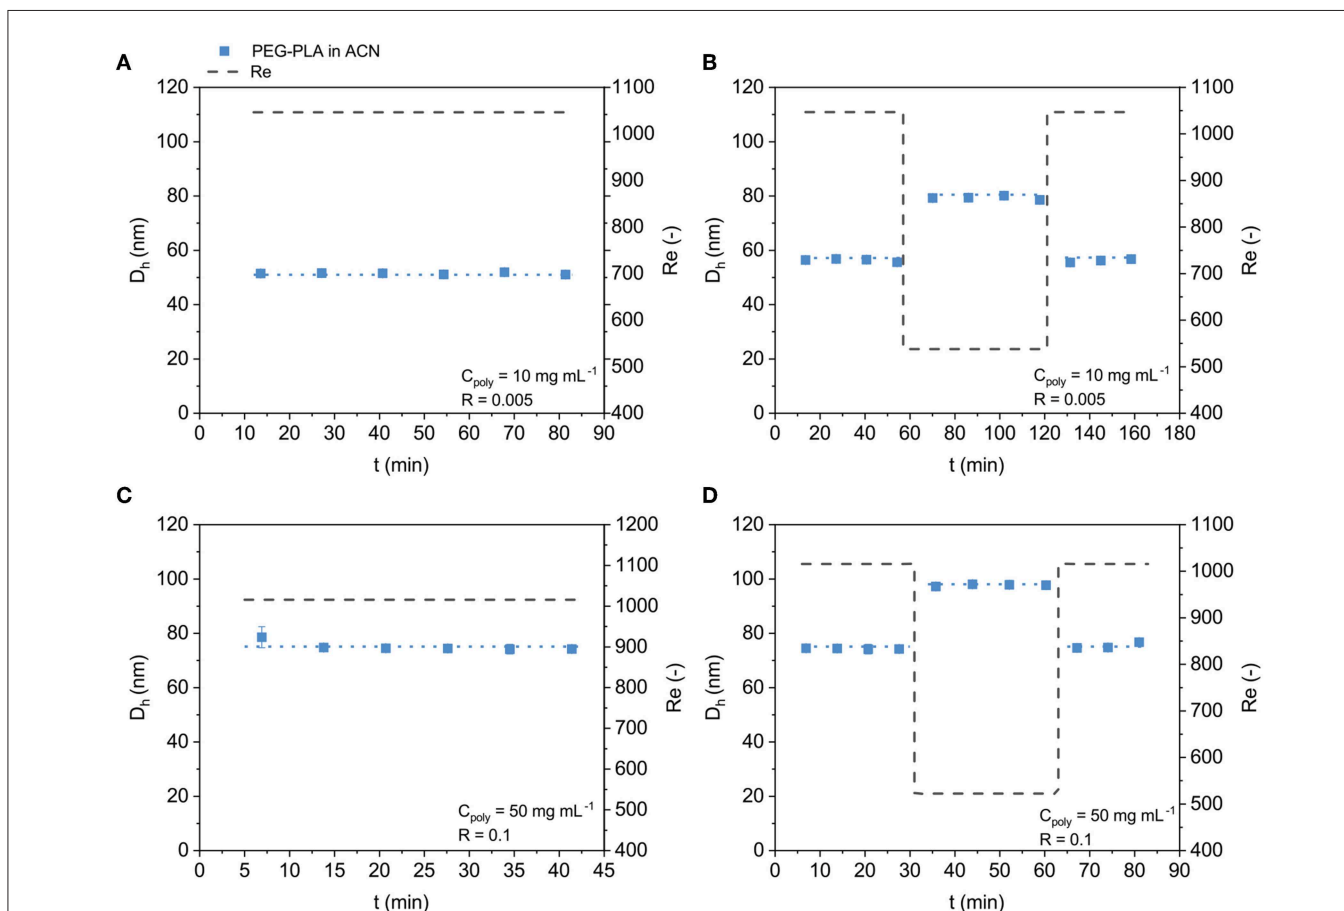 PEG-PLA in ACN
Re
A
120
100
80
60
40
20
0
D_h (nm)
1100
1000
900
800
700
600
500
400
Re (-)
C_poly = 10 mg mL^-1
R = 0.005
0 10 20 30 40 50 60 70 80 90
t (min)
B
120
100
80
60
40
20
0
D_h (nm)
1100
1000
900
800
700
600
500
400
Re (-)
C_poly = 10 mg mL^-1
R = 0.005
0 20 40 60 80 100 120 140 160 180
t (min)
C
120
100
80
60
40
20
0
D_h (nm)
1200
1100
1000
900
800
700
600
500
400
Re (-)
C_poly = 50 mg mL^-1
R = 0.1
0 5 10 15 20 25 30 35 40 45
t (min)
D
120
100
80
60
40
20
0
D_h (nm)
1100
1000
900
800
700
600
500
400
Re (-)
C_poly = 50 mg mL^-1
R = 0.1
0 10 20 30 40 50 60 70 80 90
t (min)